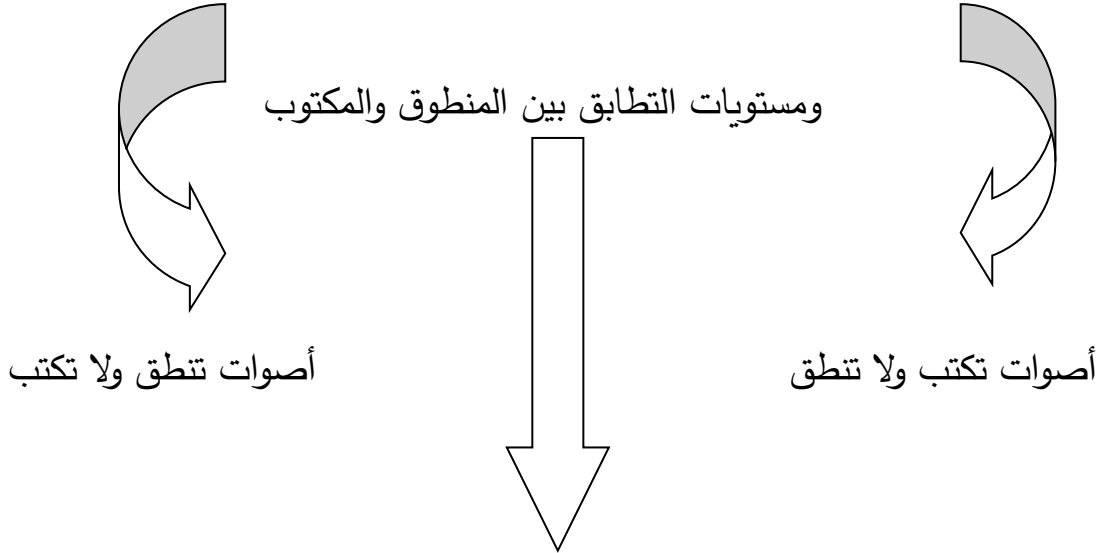 ومستويات التطابق بين المنطوق والمكتوب
أصوات تكتب ولا تنطق
أصوات تنطق ولا تكتب